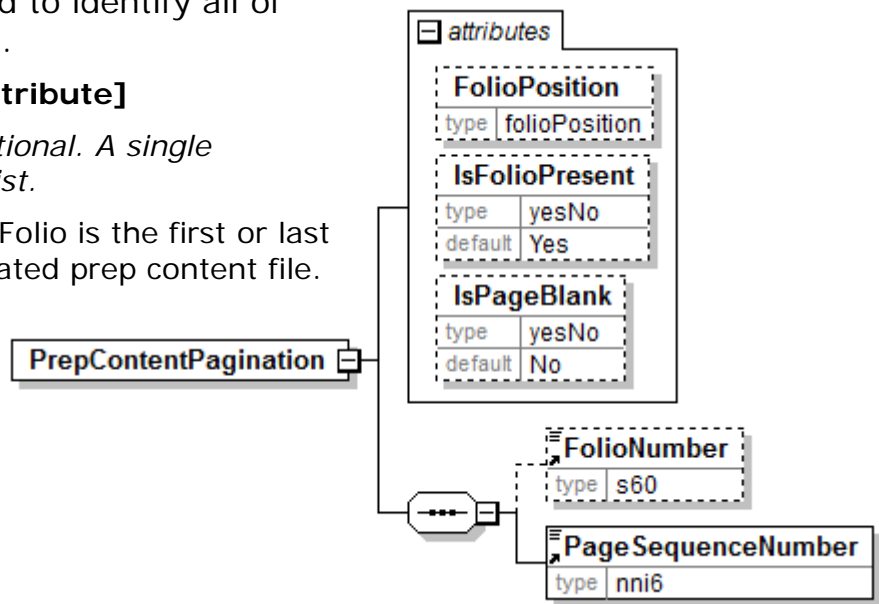 d to identify all of
.
tribute]
tional. A single
ist.
Folio is the first or last
ated prep content file.
PrepContentPagination
attributes
FolioPosition
type folioPosition
IsFolioPresent
type yesNo
default Yes
IsPageBlank
type yesNo
default No
FolioNumber
type s60
PageSequenceNumber
type nni6